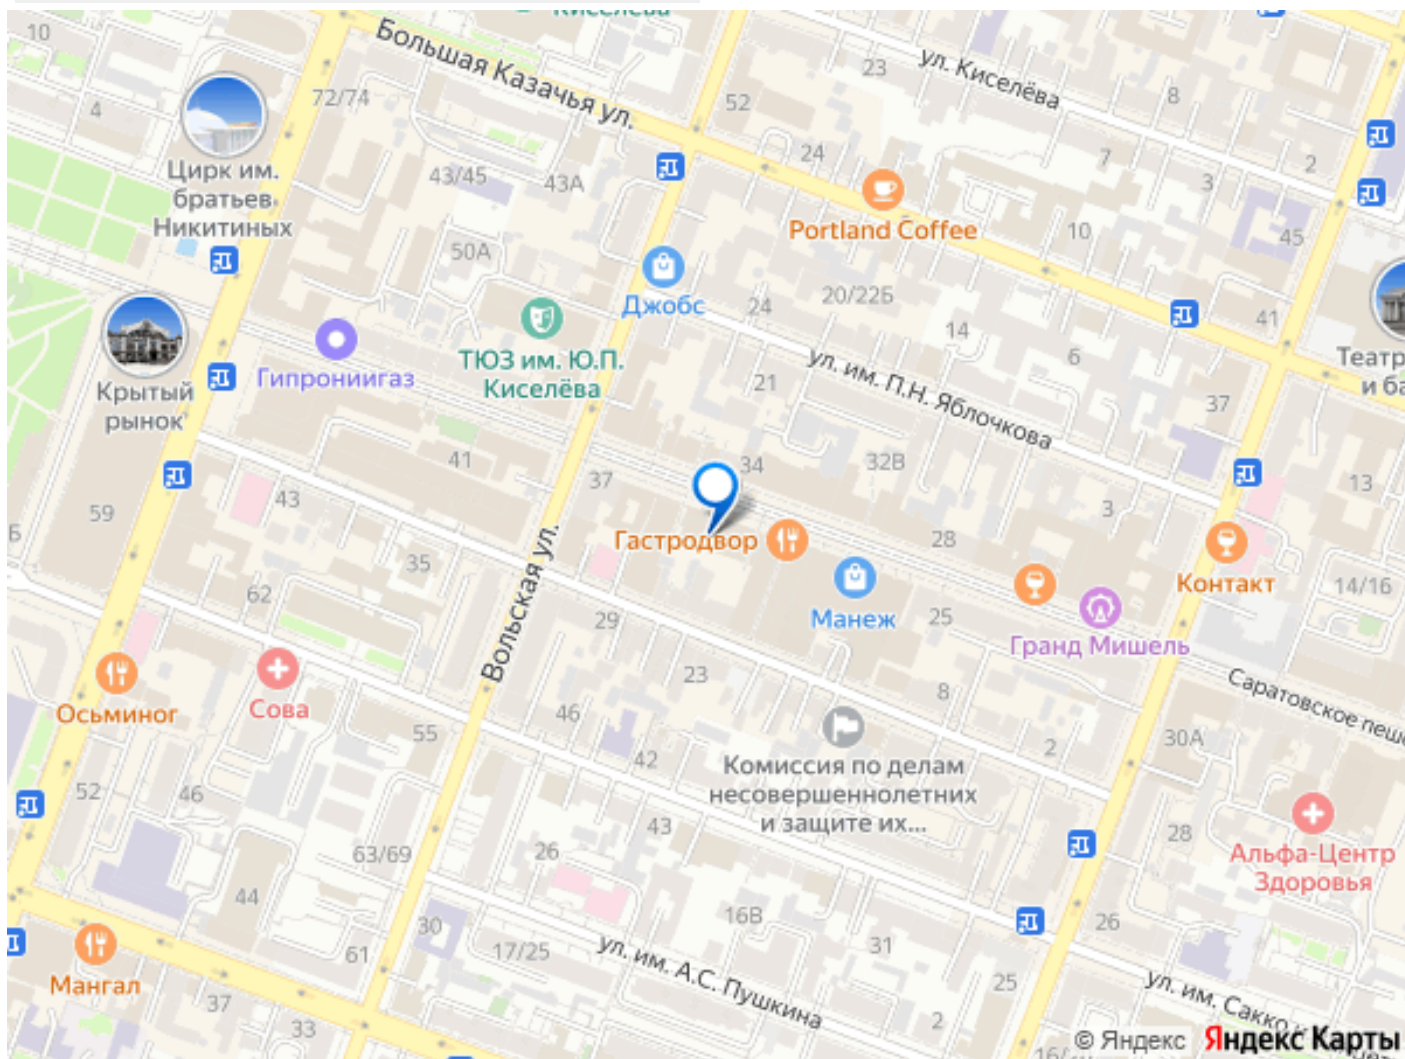 Киселёва
10
Большая Казачья ул.
ул. Киселёва
23
8
72/74
52
4
24
7
2
Цирк им.
братьев
Никитиных
43/45
43А
3
Portland Coffee
10
45
50А
Джобс
24
20/22Б
14
41
ТЮЗ им. Ю.П.
Киселёва
Гипрониигаз
Крытый
рынок
ул. им. П.Н. Яблочкова
6
Театр
и ба
21
37
41
34
32В
37
13
43
59
3
Б
Гастродвор
28
Контакт
35
14/16
62
Манеж
25
29
Гранд Мишель
Вольская ул.
23
8
Саратовское пеше
Осьминог
Сова
46
55
2
30А
42
Комиссия по делам
несовершеннолетних
и защите их...
52
46
43
28
63/69
26
Альфа-Центр
Здоровья
44
16В
30
26
61
17/25
31
ул. им. А.С. Пушкина
25
Мангал
ул. им. Сакко
37
33
2
16/
© Яндекс Яндекс Карты